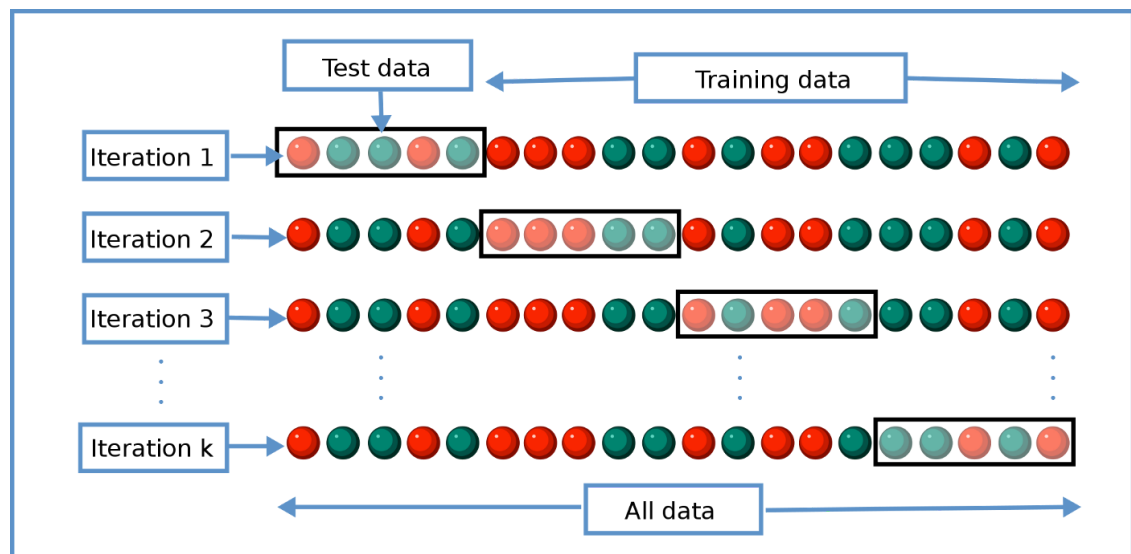 Test data
Training data
Iteration 1
Iteration 2
Iteration 3
Iteration k
All data